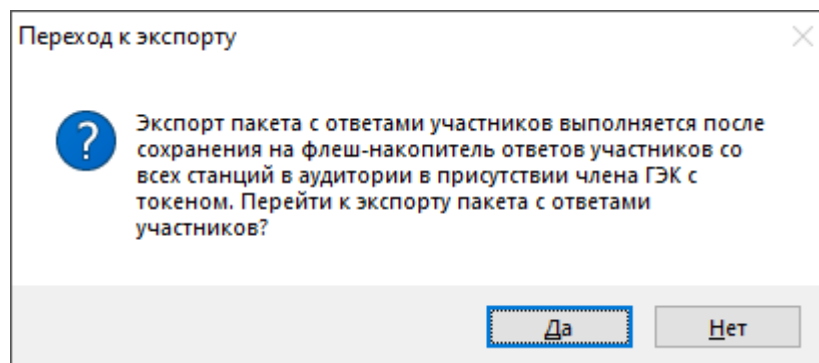 Переход к экспорту
Экспорт пакета с ответами участников выполняется после
сохранения на флеш-накопитель ответов участников со
всех станций в аудитории в присутствии члена ГЭК с
токеном. Перейти к экспорту пакета с ответами
участников?
Да
Нет